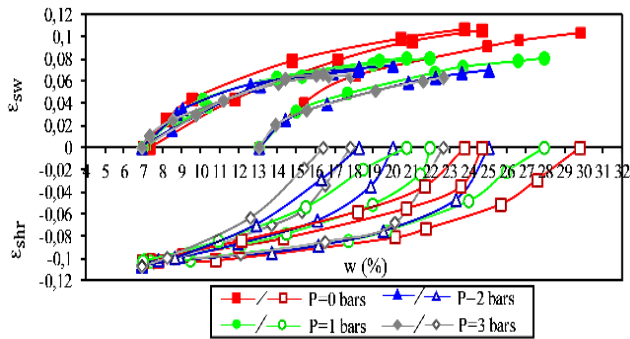 0,12
0,1
0,08
0,06
0,04
0,02
0
-0,02
-0,04
-0,06
-0,08
-0,1
-0,12
εsw
εshr
4 5 6 7 8 9 10 11 12 13 14 15 16 17 18 19 20 21 22 23 24 25 26 27 28 29 30 31 32
w (%)
/ P=0 bars / P=2 bars
/ P=1 bars / P=3 bars